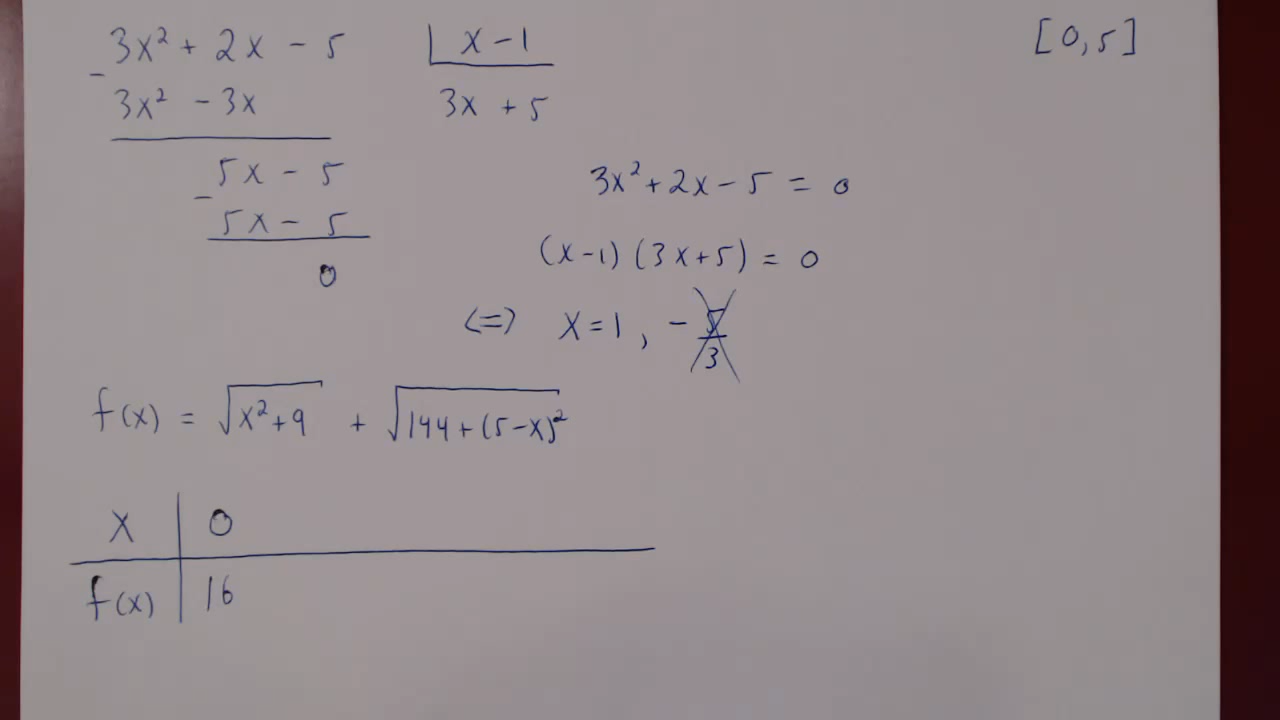 3x² + 2x - 5 | x - 1 [0,5]
- 3x² - 3x 3x + 5
5x - 5 3x² + 2x - 5 = 0
- 5x - 5 (x-1)(3x+5) = 0
0
<=> x = 1, - 5/3
f(x) = √(x²+9) + √(144+(5-x)²)
x | 0
f(x) | 16